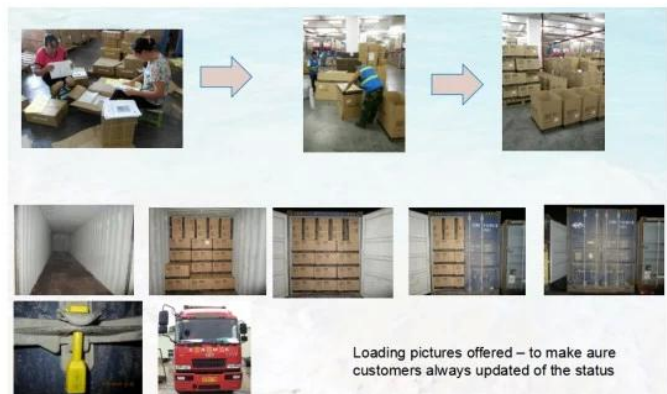 Loading pictures offered – to make aure
customers always updated of the status